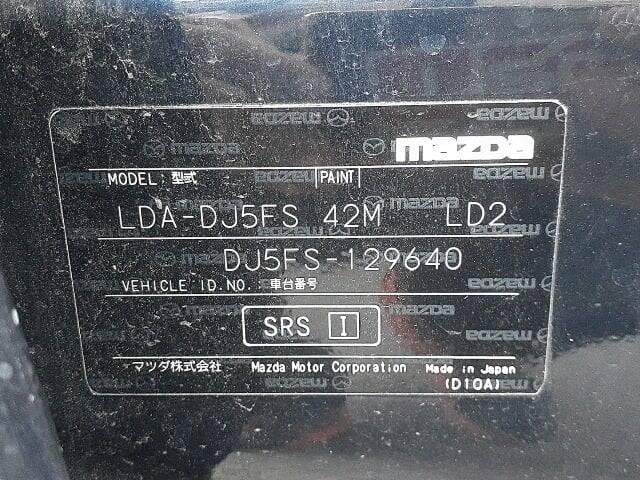 mazda
MODEL: 型式 PAINT
LDA-DJ5FS 42M LD2
DJ5FS-129640
VEHICLE ID.NO. 車台番号
SRS I
マツダ株式会社 Mazda Motor Corporation Made in Japan
(D10A)